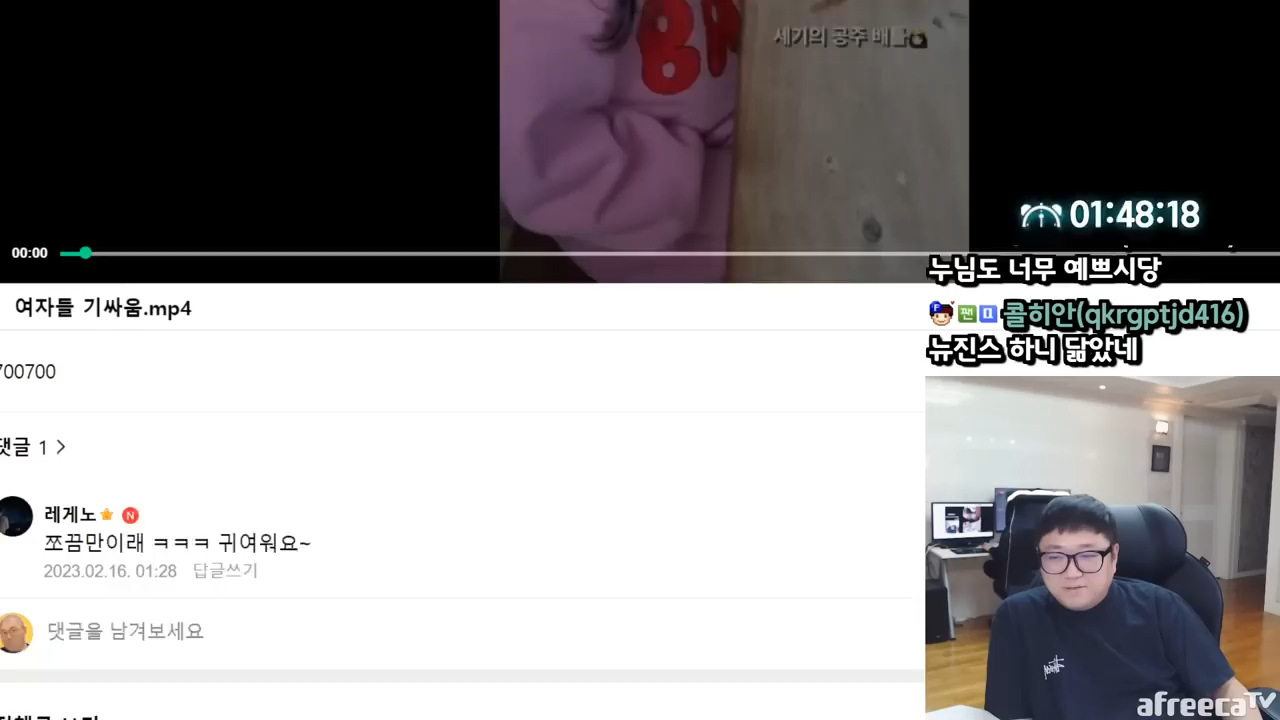 세기의 공주
01:48:18
00:00
누님도 너무 예쁘시당
여자들 기싸움.mp4
팬 콜히안(qkrgptjd416)
뉴진스 하니 닮았네
700700
댓글 1
레게노 N
쪼끔만이래 ㅋㅋㅋ 귀여워요~
2023.02.16. 01:28 답글쓰기
댓글을 남겨보세요
afreecaTV